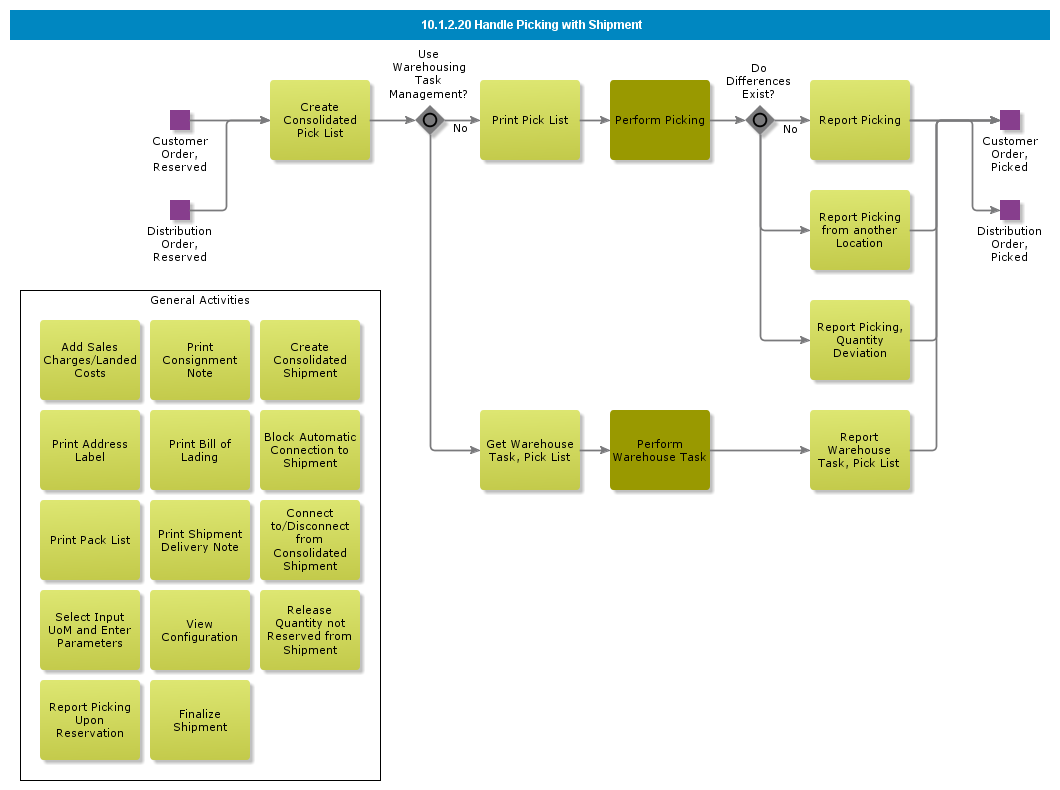 10.1.2.20 Handle Picking with Shipment
Use
Warehousing
Task
Management?
Do
Differences
Exist?
Create
Consolidated
Pick List
No
Print Pick List
Perform Picking
No
Report Picking
Customer
Order,
Reserved
Customer
Order,
Picked
Distribution
Order,
Reserved
Report Picking
from another
Location
Distribution
Order,
Picked
Report Picking,
Quantity
Deviation
Get Warehouse
Task, Pick List
Perform
Warehouse Task
Report
Warehouse
Task, Pick List
General Activities
Add Sales
Charges/Landed
Costs
Print
Consignment
Note
Create
Consolidated
Shipment
Print Address
Label
Print Bill of
Lading
Block Automatic
Connection to
Shipment
Print Pack List
Print Shipment
Delivery Note
Connect
to/Disconnect
from
Consolidated
Shipment
Select Input
UoM and Enter
Parameters
View
Configuration
Release
Quantity not
Reserved from
Shipment
Report Picking
Upon
Reservation
Finalize
Shipment